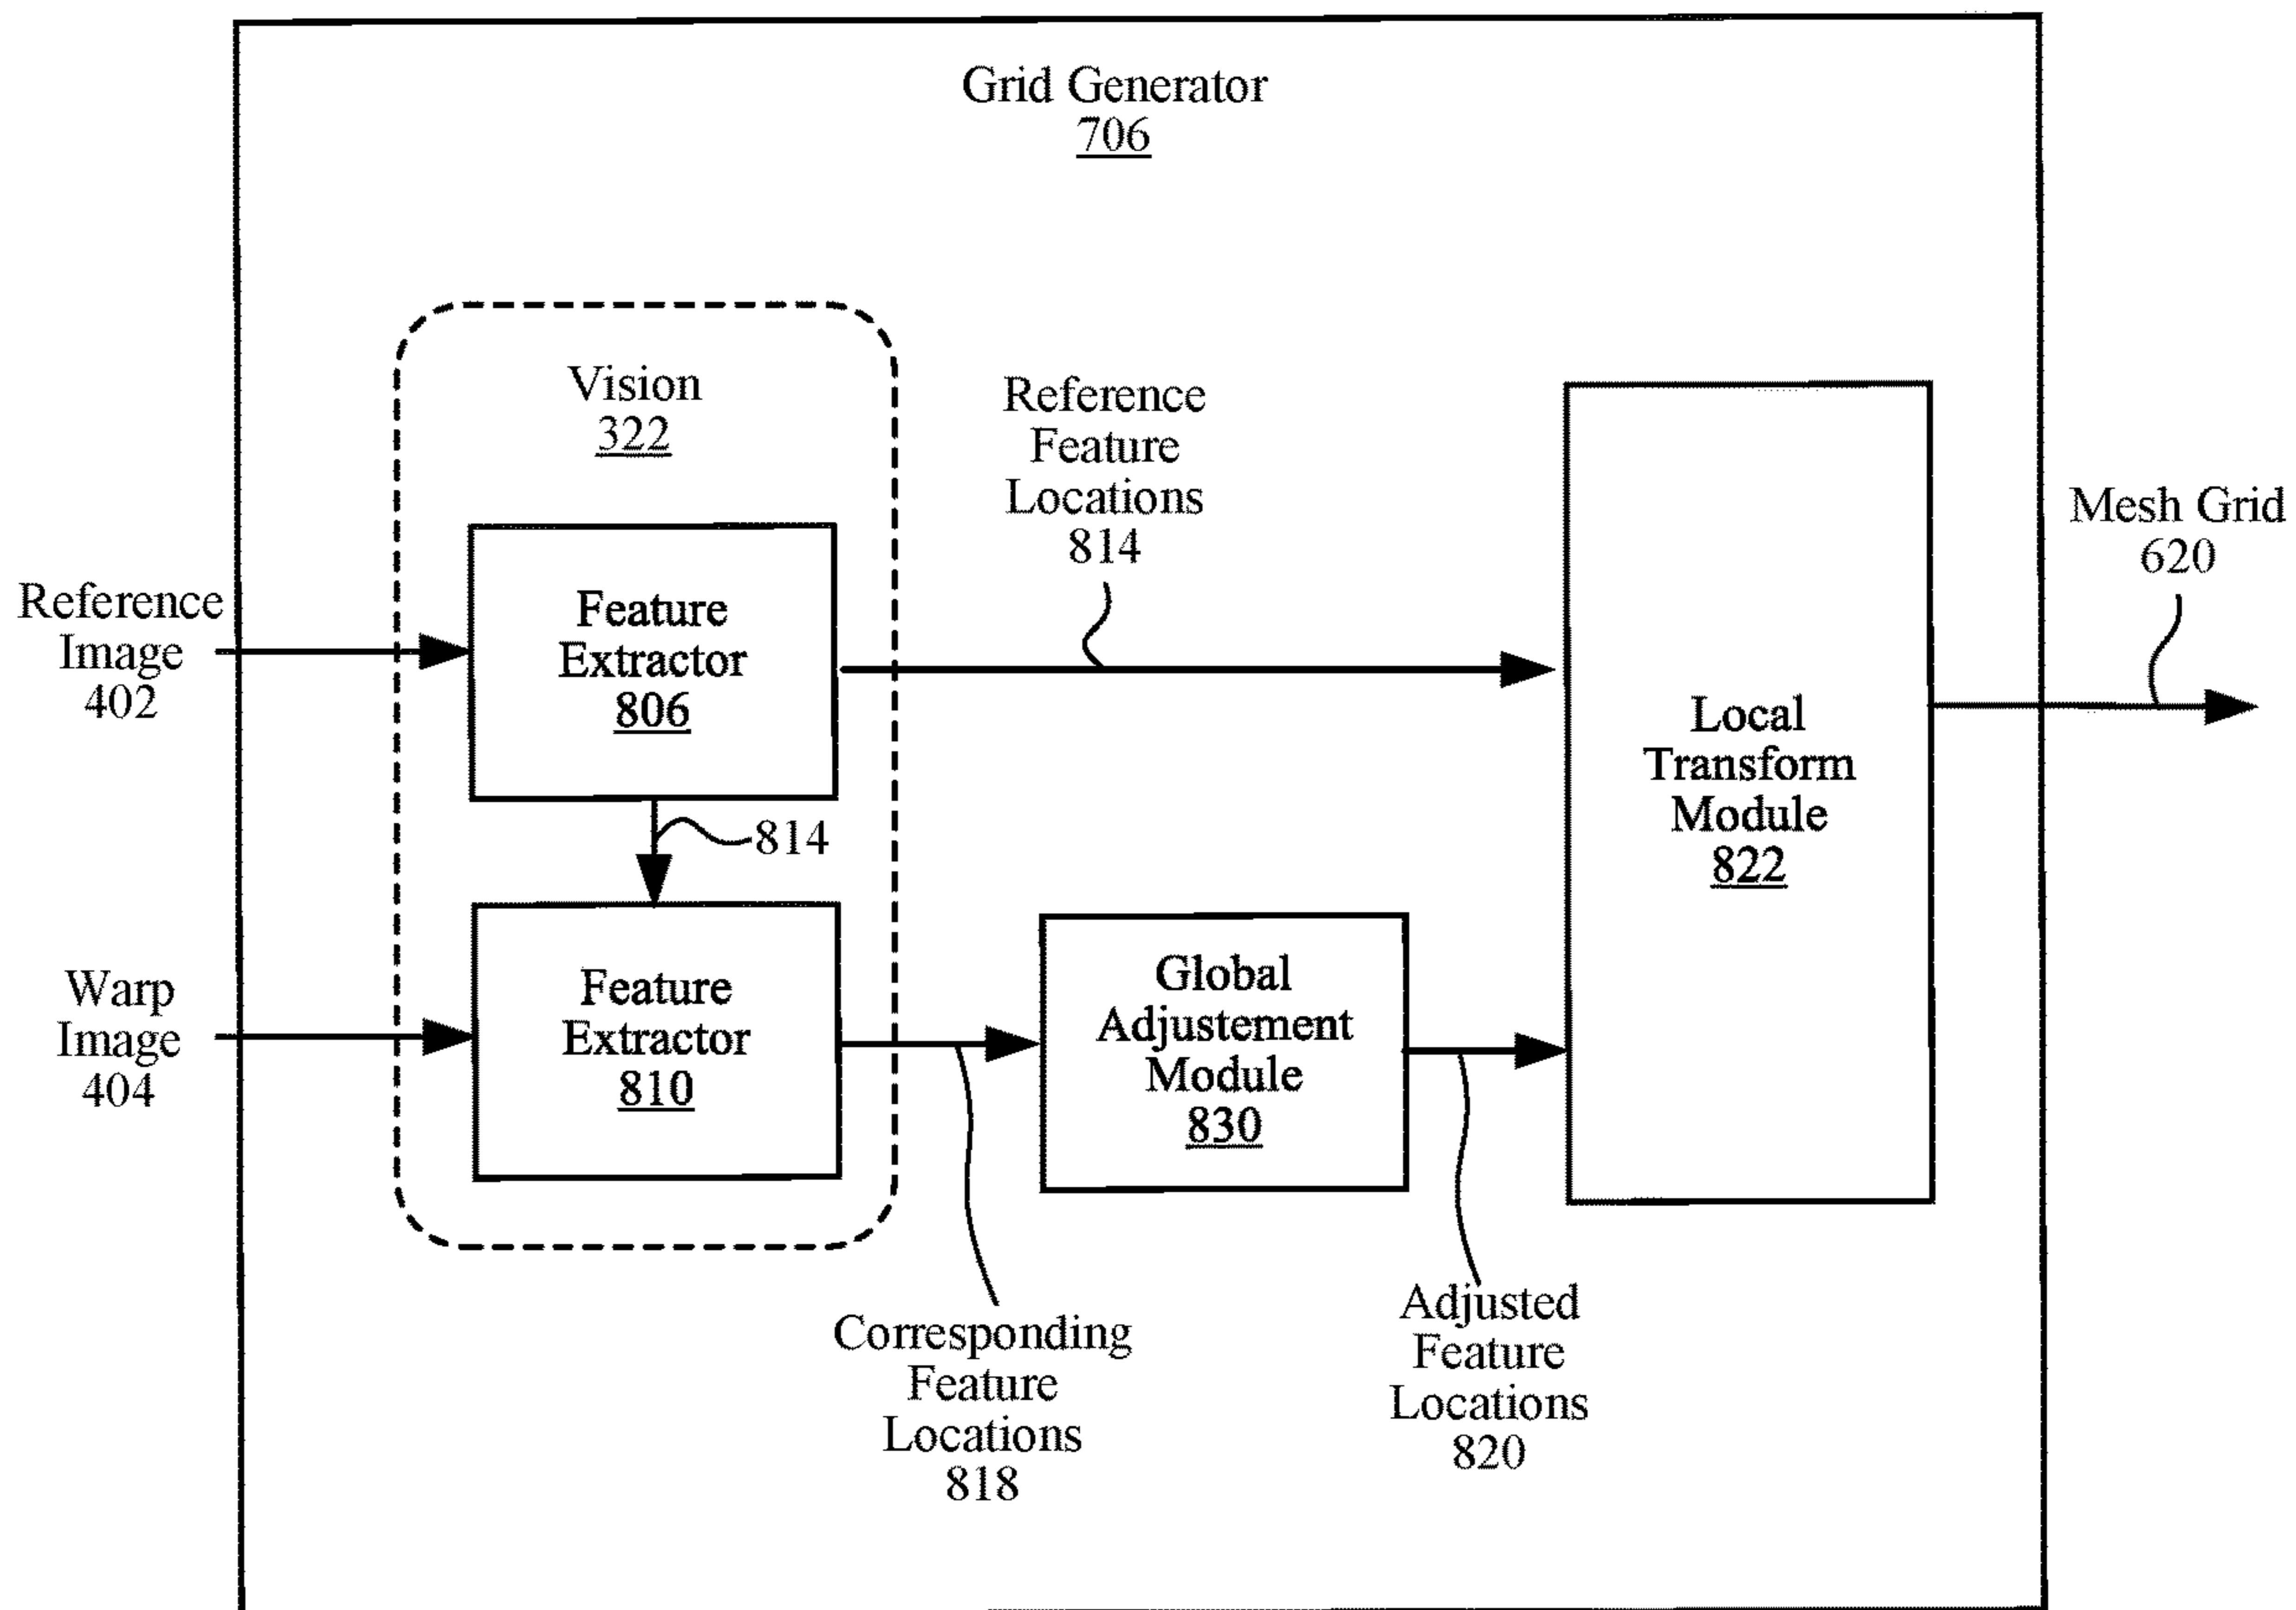 Grid Generator
706
Vision
322
Reference
Feature
Locations
814
Mesh Grid
620
Reference
Image
402
Feature
Extractor
806
Local
Transform
Module
822
814
Warp
Image
404
Feature
Extractor
810
Global
Adjustement
Module
830
Corresponding
Feature
Locations
818
Adjusted
Feature
Locations
820